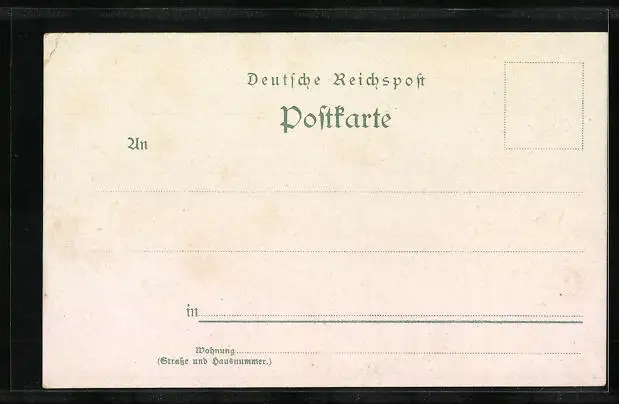 Deutsche Reichspost
Postkarte
An
in
Wohnung
(Straße und Hausnummer.)